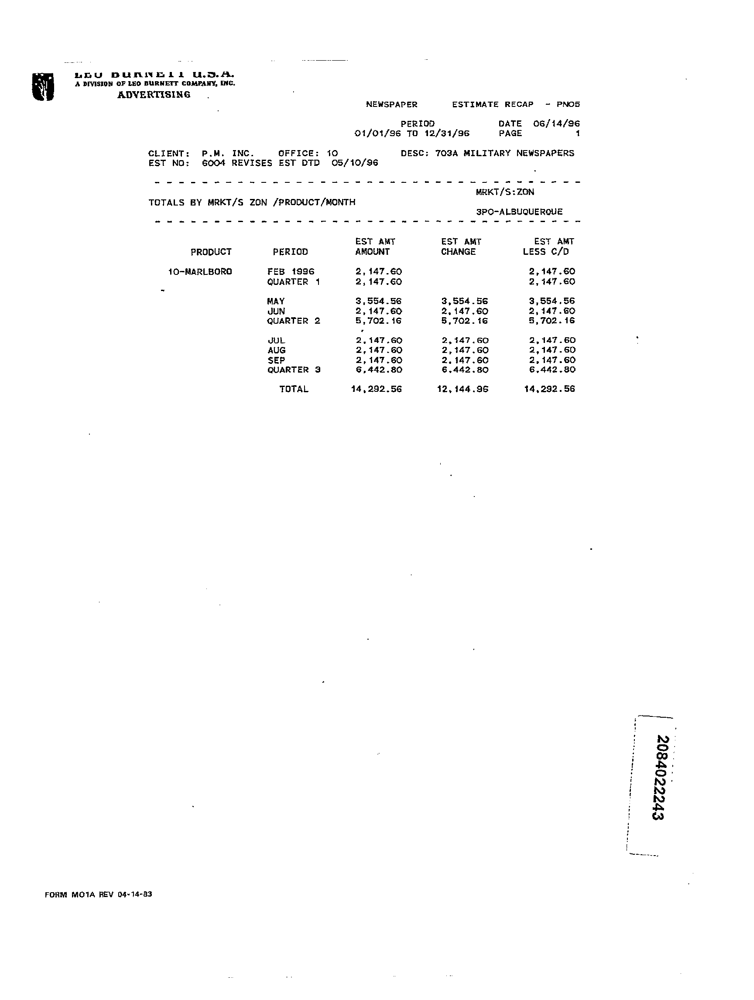 LEO BURNETT U.S.A.
A DIVISION OF LEO BURNETT COMPANY, INC.
ADVERTISING
NEWSPAPER ESTIMATE RECAP - PNO5
PERIOD DATE 06/14/96
01/01/96 TO 12/31/96 PAGE 1
CLIENT: P.M. INC. OFFICE: 10 DESC: 703A MILITARY NEWSPAPERS
EST NO: 6004 REVISES EST DTD 05/10/96
MRKT/S:ZON
TOTALS BY MRKT/S ZON /PRODUCT/MONTH
3PO-ALBUQUERQUE
EST AMT EST AMT EST AMT
PRODUCT PERIOD AMOUNT CHANGE LESS C/D
10-MARLBORO FEB 1996 2,147.60 2,147.60
QUARTER 1 2,147.60 2,147.60
MAY 3,554.56 3,554.56 3,554.56
JUN 2,147.60 2,147.60 2,147.60
QUARTER 2 5,702.16 5,702.16 5,702.16
JUL 2,147.60 2,147.60 2,147.60
AUG 2,147.60 2,147.60 2,147.60
SEP 2,147.60 2,147.60 2,147.60
QUARTER 3 6,442.80 6,442.80 6,442.80
TOTAL 14,292.56 12,144.96 14,292.56
2084022243
FORM MO1A REV 04-14-83